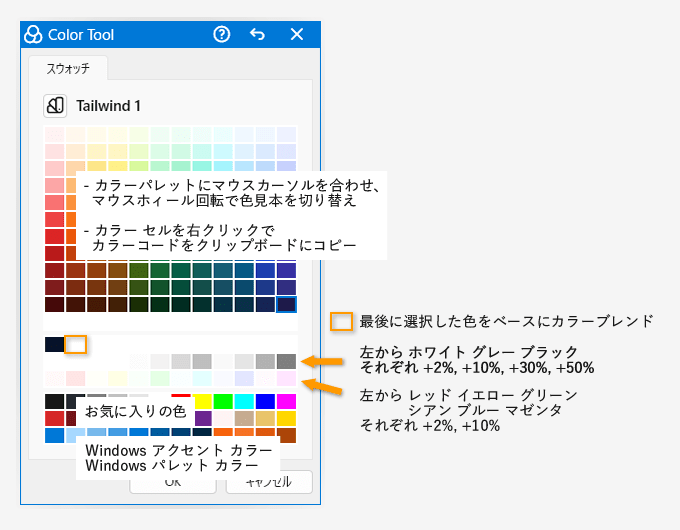 Color Tool
スウォッチ
Tailwind 1
- カラーパレットにマウスカーソルを合わせ、
マウスホィール回転で色見本を切り替え
- カラー セルを右クリックで
カラーコードをクリップボードにコピー
最後に選択した色をベースにカラーブレンド
左から ホワイト グレー ブラック
それぞれ +2%, +10%, +30%, +50%
左から レッド イエロー グリーン
シアン ブルー マゼンタ
それぞれ +2%, +10%
お気に入りの色
Windows アクセント カラー
Windows パレット カラー
OK
キャンセル